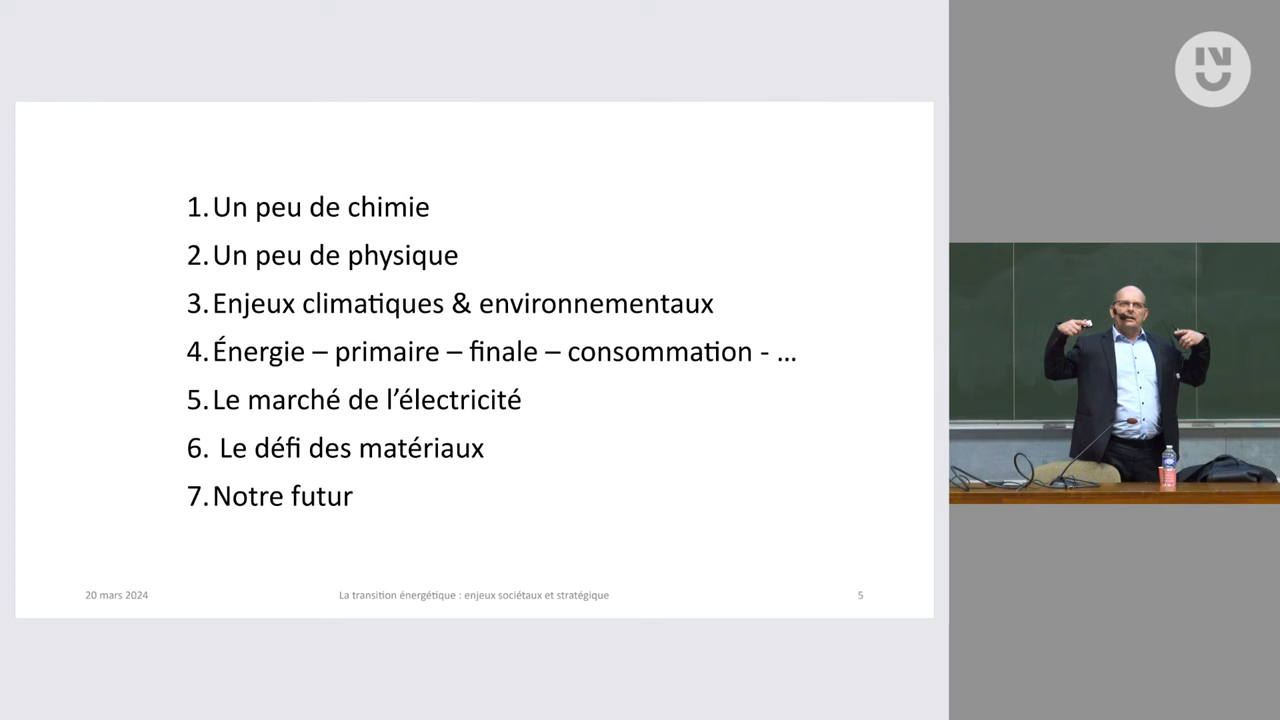 1. Un peu de chimie
2. Un peu de physique
3. Enjeux climatiques & environnementaux
4. Énergie – primaire – finale – consommation - ...
5. Le marché de l’électricité
6. Le défi des matériaux
7. Notre futur
20 mars 2024
La transition énergétique : enjeux sociétaux et stratégique
5